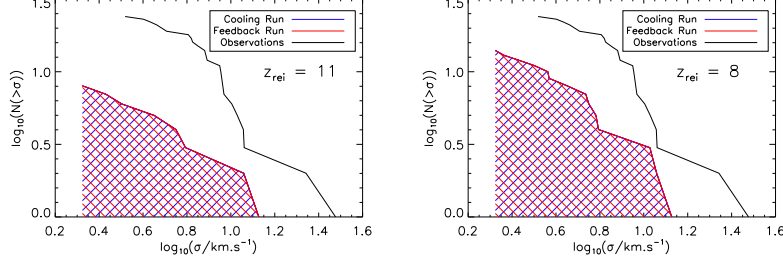 1.5
1.0
0.5
0.0
log₁₀(N(>σ))
Cooling Run
Feedback Run
Observations
z_rei = 11
0.2 0.4 0.6 0.8 1.0 1.2 1.4 1.6
log₁₀(σ/km.s⁻¹)
1.5
1.0
0.5
0.0
log₁₀(N(>σ))
Cooling Run
Feedback Run
Observations
z_rei = 8
0.2 0.4 0.6 0.8 1.0 1.2 1.4 1.6
log₁₀(σ/km.s⁻¹)